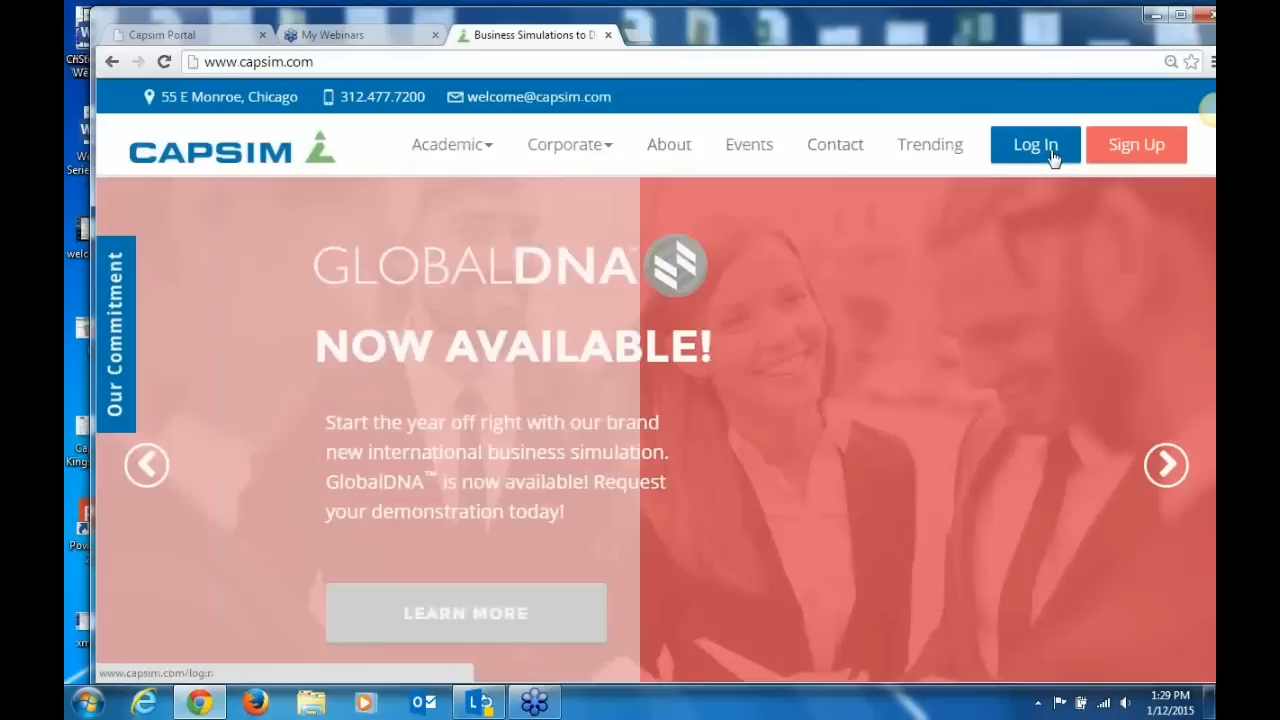 Capsim Portal
My Webinars
Business Simulations to D
www.capsim.com
55 E Monroe, Chicago
312.477.7200
welcome@capsim.com
CAPSIM
Academic
Corporate
About
Events
Contact
Trending
Log In
Sign Up
Our Commitment
GLOBALDNA™
NOW AVAILABLE!
Start the year off right with our brand
new international business simulation.
GlobalDNA™ is now available! Request
your demonstration today!
LEARN MORE
www.capsim.com/login
1:29 PM
1/12/2015